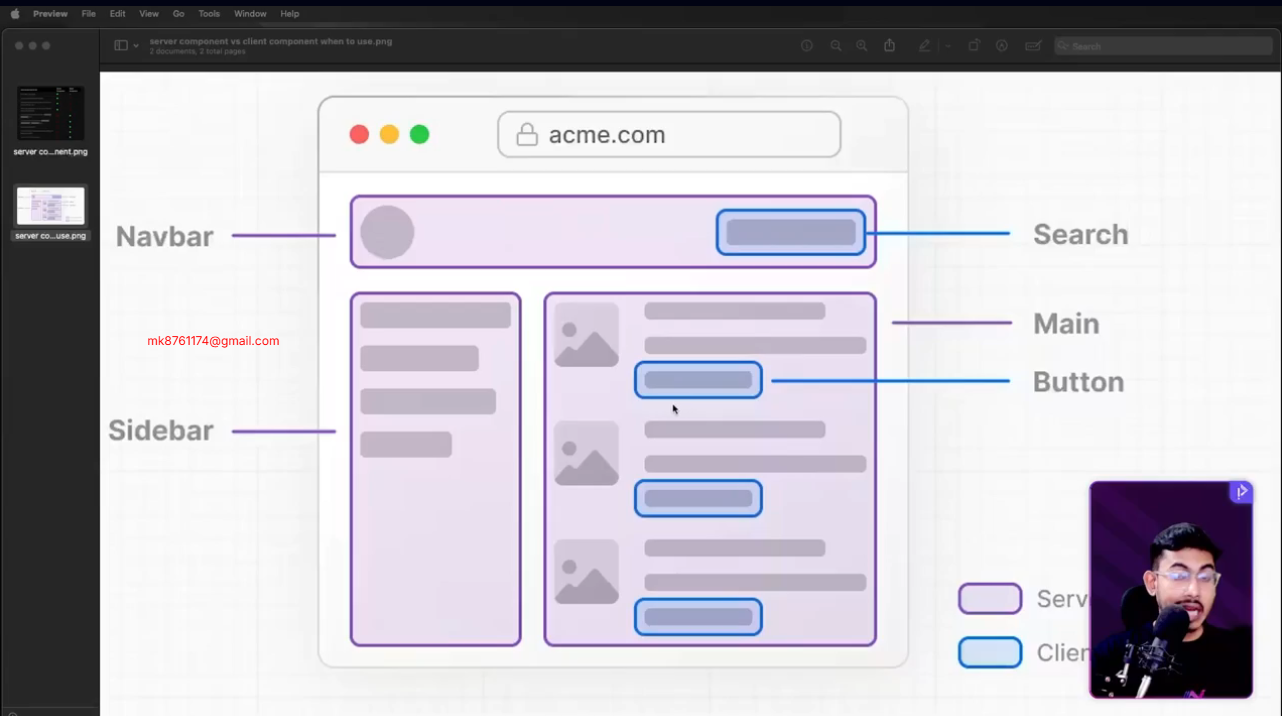 Preview File Edit View Go Tools Window Help
server component vs client component when to use.png
2 documents, 2 total pages
Search
server co...nent.png
server co...use.png
acme.com
Navbar
Search
Main
mk8761174@gmail.com
Button
Sidebar
Serv
Clien